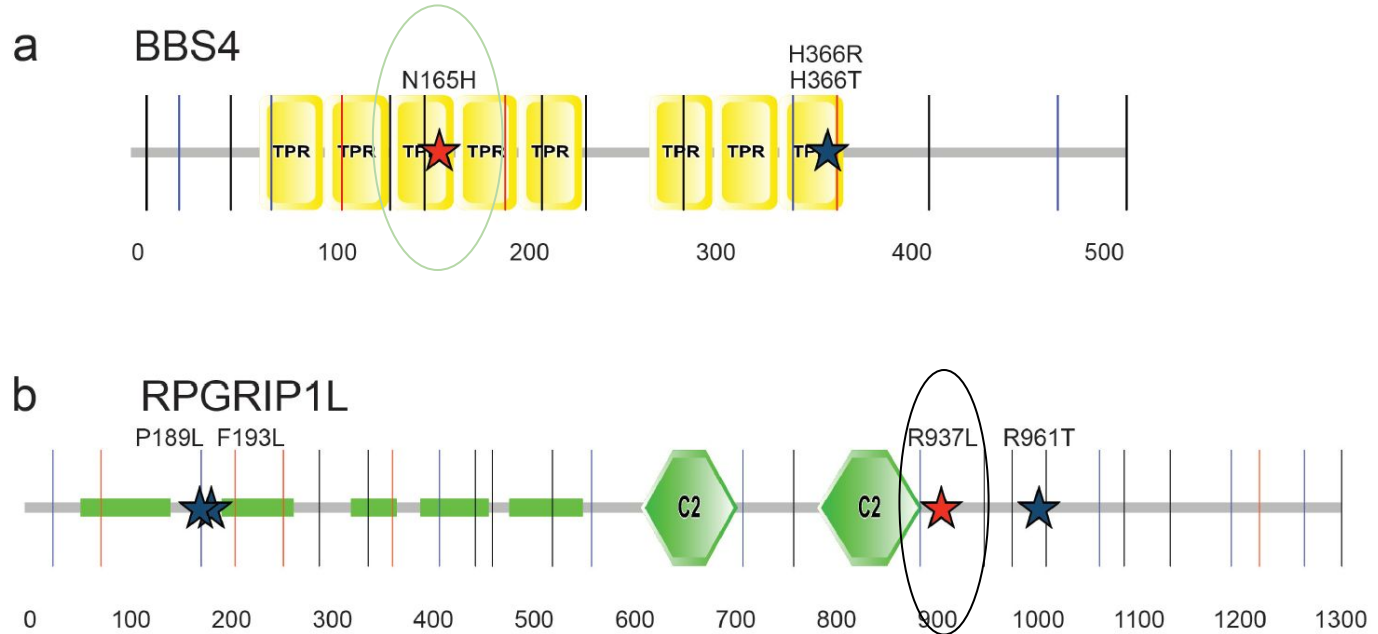 a BBS4
H366R
N165H H366T
TPR TPR TPR TPR TPR TPR TPR TPR
0 100 200 300 400 500
b RPGRIP1L
P189L F193L R937L R961T
C2 C2
0 100 200 300 400 500 600 700 800 900 1000 1100 1200 1300